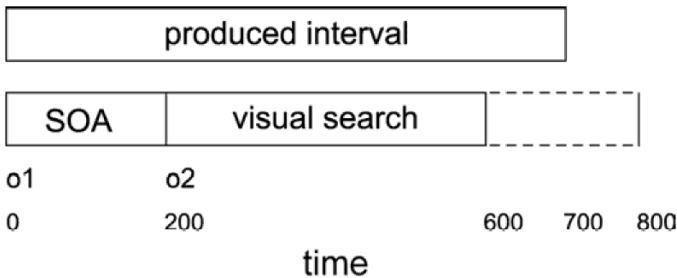 produced interval
SOA visual search
o1 o2
0 200 600 700 800
time